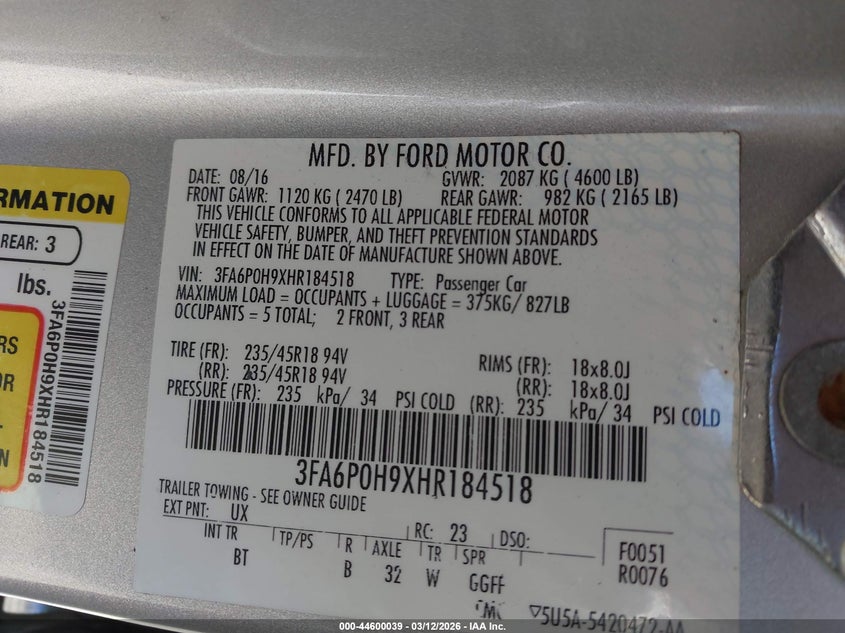 RMATION
REAR: 3
lbs.
RS
OR
N
3FA6P0H9XHR184518
MFD. BY FORD MOTOR CO.
DATE: 08/16 GVWR: 2087 KG ( 4600 LB)
FRONT GAWR: 1120 KG ( 2470 LB) REAR GAWR: 982 KG ( 2165 LB)
THIS VEHICLE CONFORMS TO ALL APPLICABLE FEDERAL MOTOR
VEHICLE SAFETY, BUMPER, AND THEFT PREVENTION STANDARDS
IN EFFECT ON THE DATE OF MANUFACTURE SHOWN ABOVE.
VIN: 3FA6P0H9XHR184518 TYPE: Passenger Car
MAXIMUM LOAD = OCCUPANTS + LUGGAGE = 375KG/ 827LB
OCCUPANTS = 5 TOTAL; 2 FRONT, 3 REAR
TIRE (FR): 235/45R18 94V RIMS (FR): 18x8.0J
(RR): 235/45R18 94V (RR): 18x8.0J
PRESSURE (FR): 235 kPa/ 34 PSI COLD (RR): 235 kPa/ 34 PSI COLD
3FA6P0H9XHR184518
TRAILER TOWING - SEE OWNER GUIDE
EXT PNT: UX RC: 23 DSO: F0051
INT TR TP/PS R AXLE TR SPR R0076
BT B 32 W GGFF
5U5A-5420472-AA
000-44600039 - 03/12/2026 - IAA Inc.